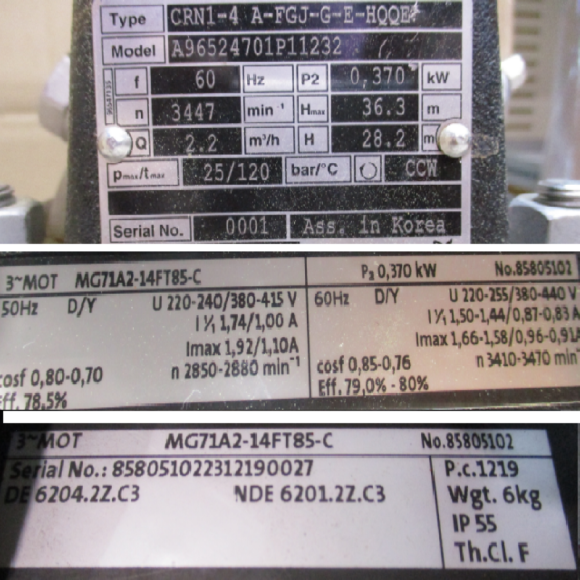 Type CRN1-4 A-FGJ-G-E-HQQE
Model A96524701P11232
f 60 Hz P2 0,370 kW
n 3447 min⁻¹ Hmax 36.3 m
Q 2.2 m³/h H 28.2 m
pmax/tmax 25/120 bar/°C CCW
Serial No. 0001 Ass. in Korea
3~MOT MG71A2-14FT85-C P₂ 0,370 kW No.85805102
50Hz D/Y U 220-240/380-415 V 60Hz D/Y U 220-255/380-440 V
I 1/1 1,74/1,00 A I 1/1 1,50-1,44/0,87-0,83 A
Imax 1,92/1,10A Imax 1,66-1,58/0,96-0,91A
cosf 0,80-0,70 n 2850-2880 min⁻¹ cosf 0,85-0,76 n 3410-3470 min⁻¹
Eff. 78,5% Eff. 79,0% - 80%
3~MOT MG71A2-14FT85-C No.85805102
Serial No.: 858051022312190027 P.c.1219
DE 6204.2Z.C3 NDE 6201.2Z.C3 Wgt. 6kg
IP 55
Th.Cl. F